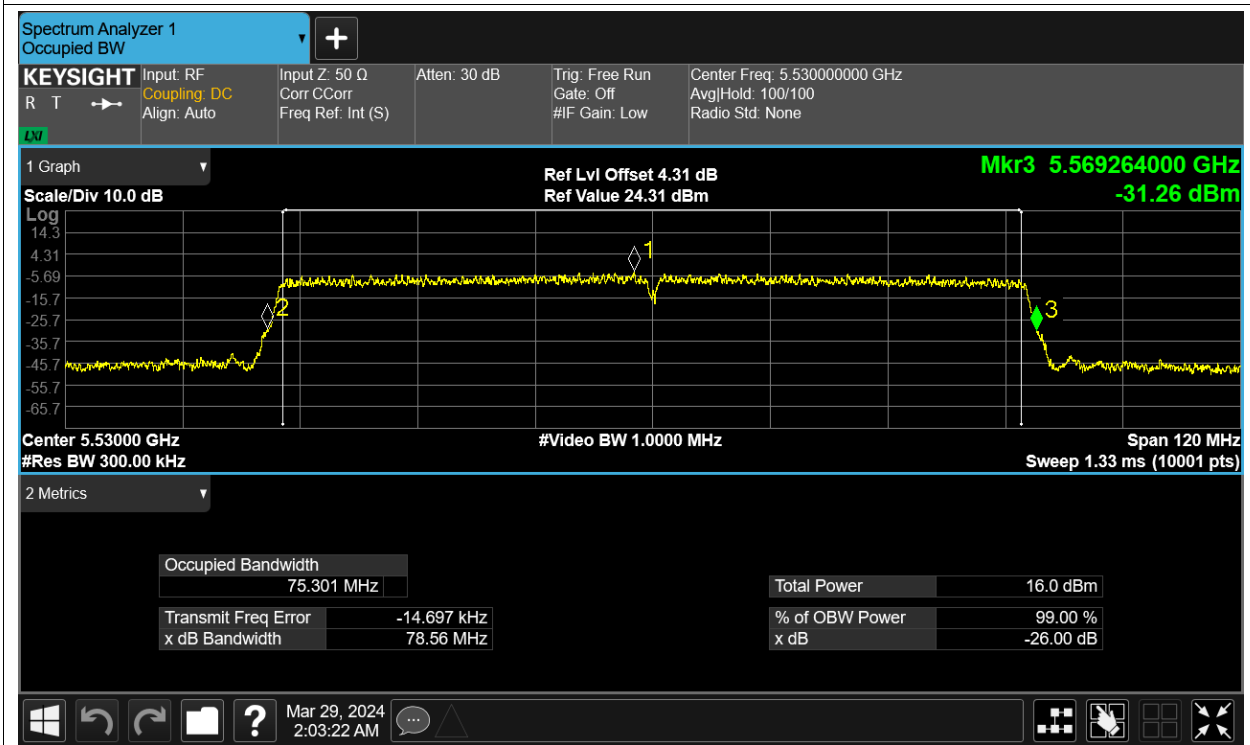 Spectrum Analyzer 1
Occupied BW
KEYSIGHT
R T
LXI
Input: RF
Coupling: DC
Align: Auto
Input Z: 50 Ω
Corr CCorr
Freq Ref: Int (S)
Atten: 30 dB
Trig: Free Run
Gate: Off
#IF Gain: Low
Center Freq: 5.530000000 GHz
Avg|Hold: 100/100
Radio Std: None
1 Graph
Scale/Div 10.0 dB
Ref Lvl Offset 4.31 dB
Ref Value 24.31 dBm
Mkr3 5.569264000 GHz
-31.26 dBm
Log
14.3
4.31
-5.69
-15.7
-25.7
-35.7
-45.7
-55.7
-65.7
1
2
3
Center 5.53000 GHz
#Video BW 1.0000 MHz
Span 120 MHz
#Res BW 300.00 kHz
Sweep 1.33 ms (10001 pts)
2 Metrics
Occupied Bandwidth
75.301 MHz
Transmit Freq Error -14.697 kHz
x dB Bandwidth 78.56 MHz
Total Power 16.0 dBm
% of OBW Power 99.00 %
x dB -26.00 dB
?
Mar 29, 2024
2:03:22 AM